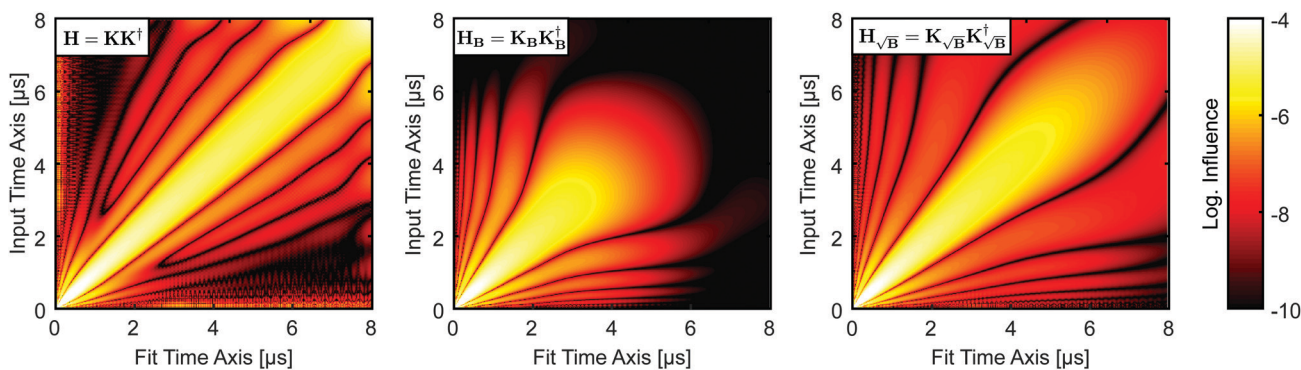 H = KK†
H_B = K_B K_B†
H_√B = K_√B K_√B†
Input Time Axis [µs]
8
6
4
2
0
0 2 4 6 8
Fit Time Axis [µs]
Input Time Axis [µs]
8
6
4
2
0
0 2 4 6 8
Fit Time Axis [µs]
Input Time Axis [µs]
8
6
4
2
0
0 2 4 6 8
Fit Time Axis [µs]
-4
-6
-8
-10
Log. Influence